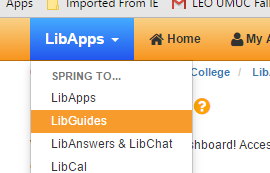 Apps Imported From IE LEO UMUC Fall
LibApps Home My A
SPRING TO... College / Lib
LibApps
LibGuides ?
LibAnswers & LibChat shboard! Acces
LibCal